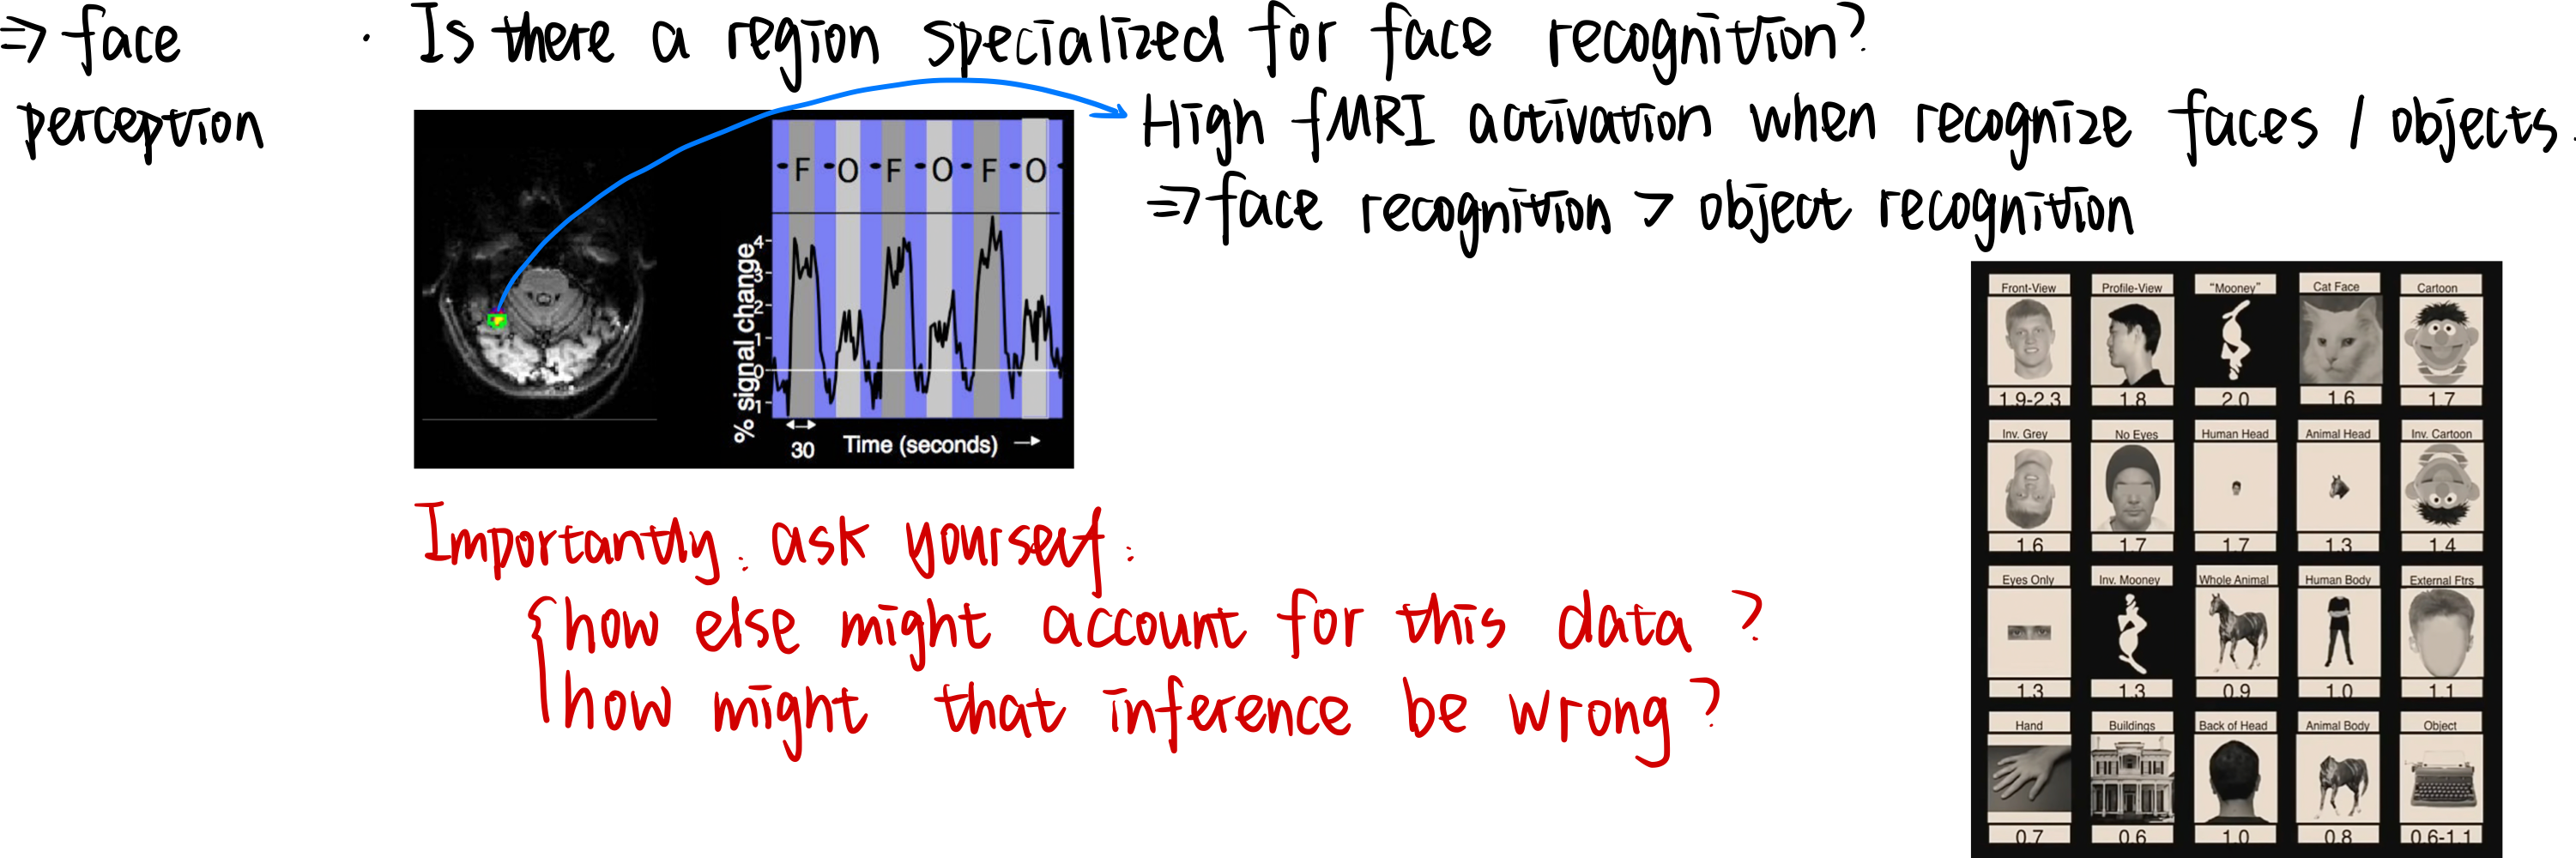 ⇒ face
perception
· Is there a region specialized for face recognition?
High fMRI activation when recognize faces / objects.
⇒ face recognition > object recognition
• F • O • F • O • F • O •
% signal change
4
3
2
1
0
-1
30
Time (seconds) →
Importantly. ask yourself:
how else might account for this data ?
how might that inference be wrong ?
Front-View Profile-View "Mooney" Cat Face Cartoon
1.9-2.3 1.8 2.0 1.6 1.7
Inv. Grey No Eyes Human Head Animal Head Inv. Cartoon
1.6 1.7 1.7 1.3 1.4
Eyes Only Inv. Mooney Whole Animal Human Body External Ftrs
1.3 1.3 0.9 1.0 1.1
Hand Buildings Back of Head Animal Body Object
0.7 0.6 1.0 0.8 0.6-1.1